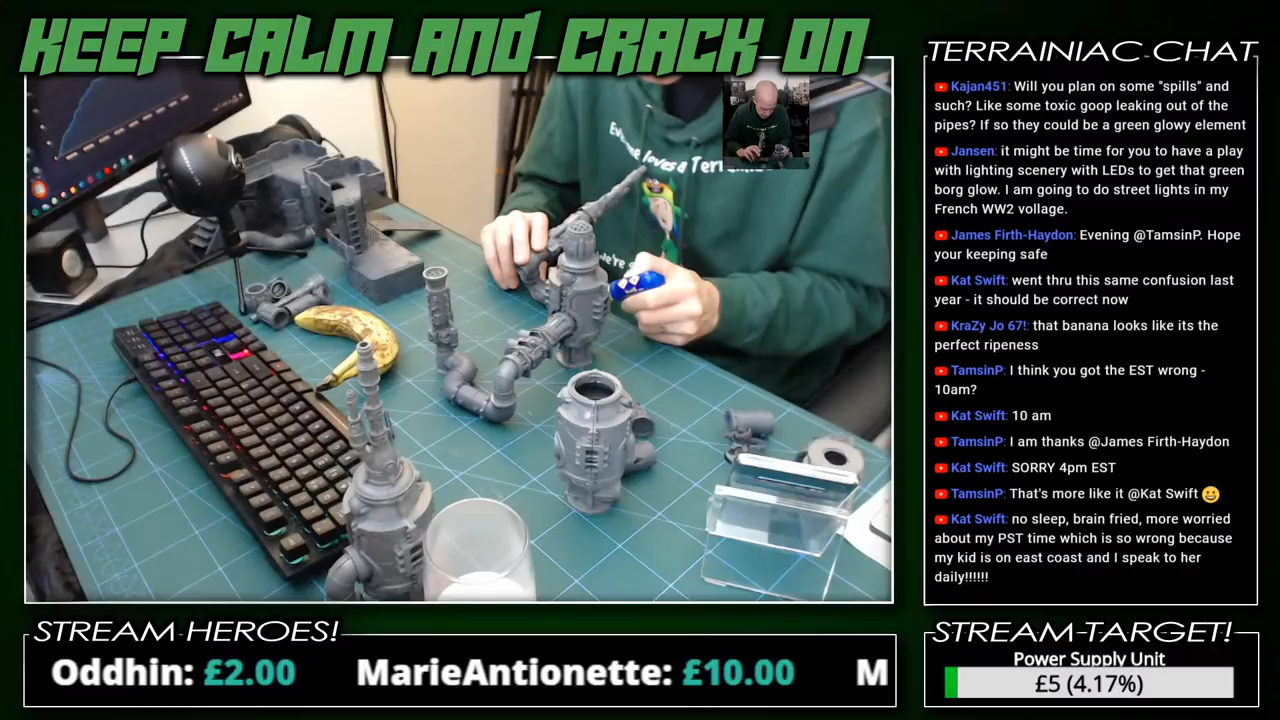 KEEP CALM AND CRACK ON
TERRAINIAC CHAT
Kajan451: Will you plan on some "spills" and
such? Like some toxic goop leaking out of the
pipes? If so they could be a green glowy element
Jansen: it might be time for you to have a play
with lighting scenery with LEDs to get that green
borg glow. I am going to do street lights in my
French WW2 vollage.
James Firth-Haydon: Evening @TamsinP. Hope
your keeping safe
Kat Swift: went thru this same confusion last
year - it should be correct now
KraZy Jo 67!: that banana looks like its the
perfect ripeness
TamsinP: I think you got the EST wrong -
10am?
Kat Swift: 10 am
TamsinP: I am thanks @James Firth-Haydon
Kat Swift: SORRY 4pm EST
TamsinP: That's more like it @Kat Swift 😀
Kat Swift: no sleep, brain fried, more worried
about my PST time which is so wrong because
my kid is on east coast and I speak to her
daily!!!!!!
STREAM HEROES!
Oddhin: £2.00 MarieAntionette: £10.00 M
STREAM TARGET!
Power Supply Unit
£5 (4.17%)